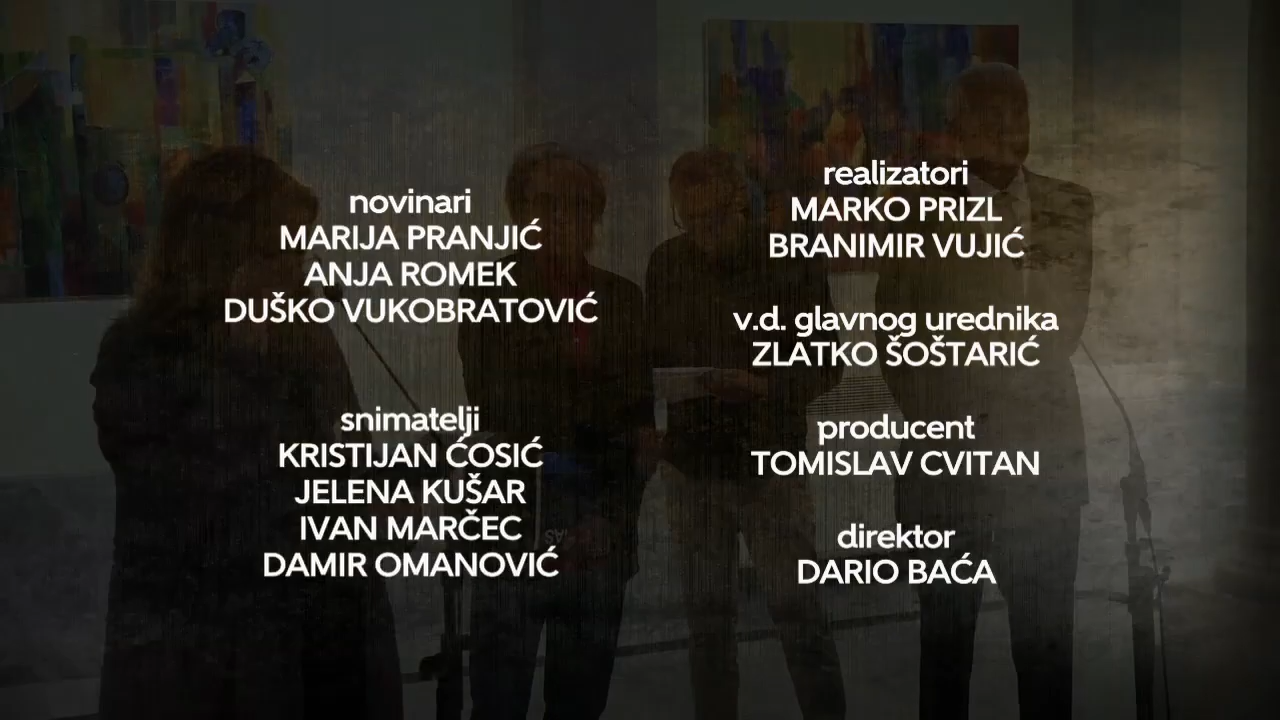 novinari
MARIJA PRANJIĆ
ANJA ROMEK
DUŠKO VUKOBRATOVIĆ
snimatelji
KRISTIJAN ĆOSIĆ
JELENA KUŠAR
IVAN MARČEC
DAMIR OMANOVIĆ
realizatori
MARKO PRIZL
BRANIMIR VUJIĆ
v.d. glavnog urednika
ZLATKO ŠOŠTARIĆ
producent
TOMISLAV CVITAN
direktor
DARIO BAĆA